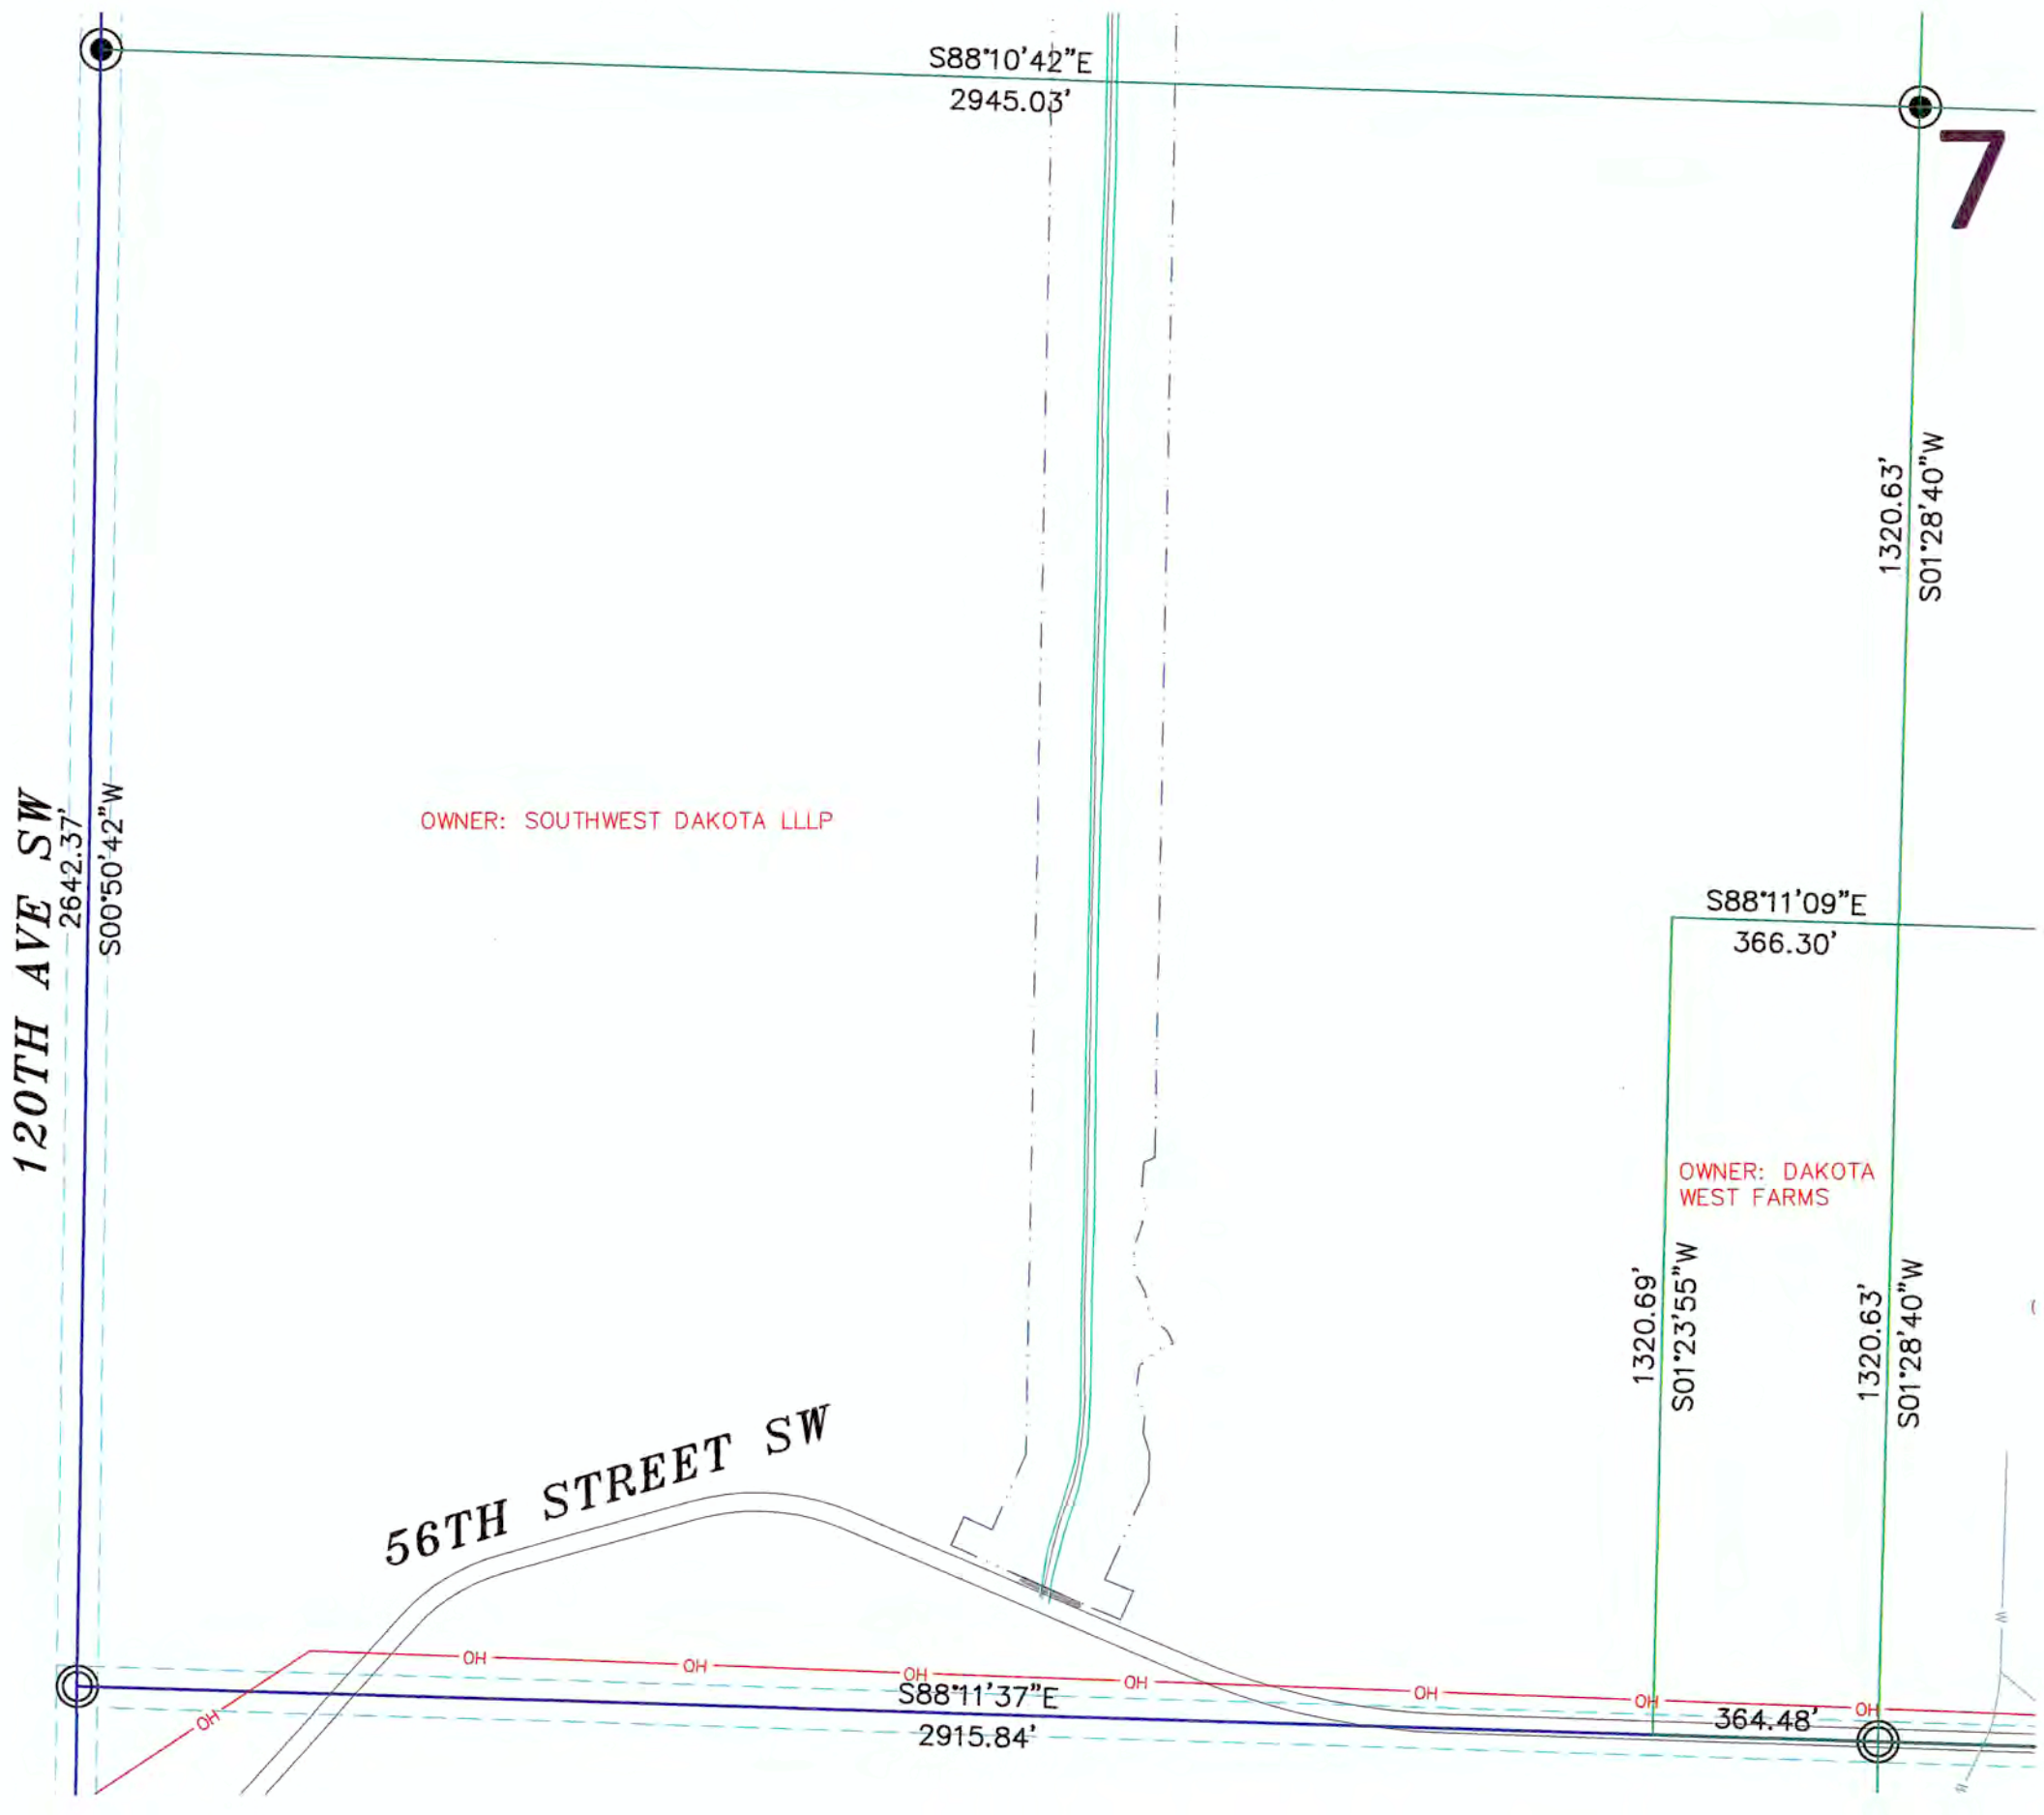 S88°10'42"E
2945.03'
7
1320.63'
S01°28'40"W
120TH AVE SW
2642.37'
S00°50'42"W
OWNER: SOUTHWEST DAKOTA LLLP
S88°11'09"E
366.30'
OWNER: DAKOTA
WEST FARMS
1320.69'
S01°23'55"W
1320.63'
S01°28'40"W
56TH STREET SW
OH
OH
OH
OH
OH
OH
OH
OH
S88°11'37"E
2915.84'
364.48'
W